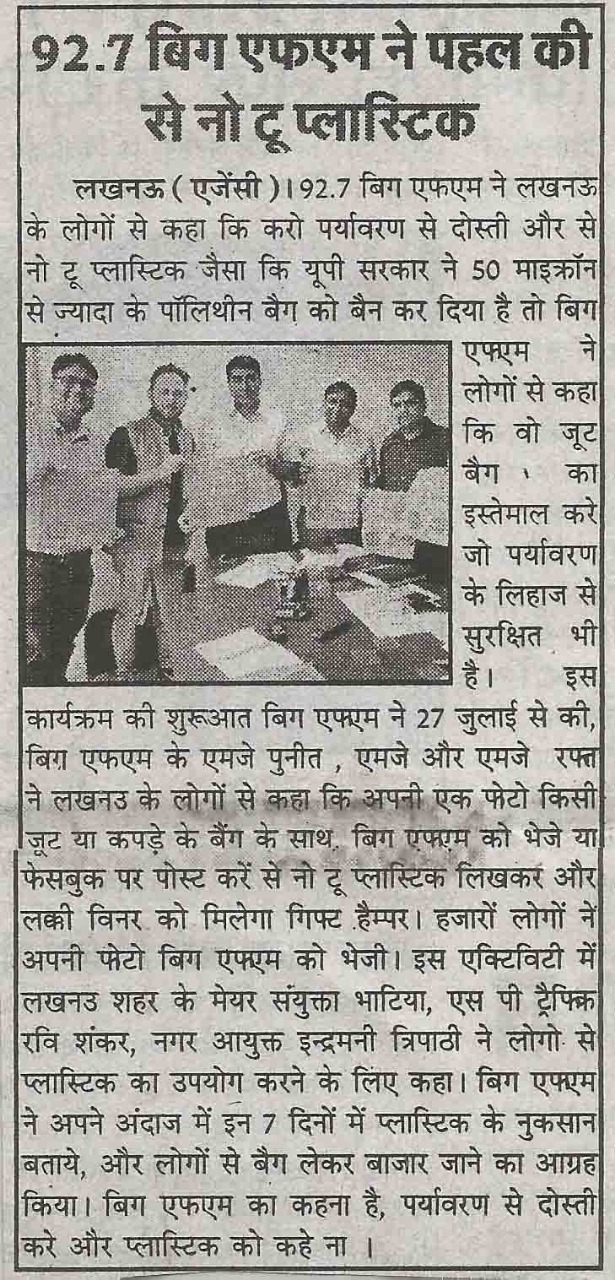 92.7 बिग एफएम ने पहल की
से नो टू प्लास्टिक
लखनऊ ( एजेंसी )। 92.7 बिग एफएम ने लखनऊ
के लोगों से कहा कि करो पर्यावरण से दोस्ती और से
नो टू प्लास्टिक जैसा कि यूपी सरकार ने 50 माइक्रॉन
से ज्यादा के पॉलिथीन बैग को बैन कर दिया है तो बिग
एफएम ने
लोगों से कहा
कि वो जूट
बैग का
इस्तेमाल करे
जो पर्यावरण
के लिहाज से
सुरक्षित भी
है। इस
कार्यक्रम की शुरूआत बिग एफएम ने 27 जुलाई से की,
बिग एफएम के एमजे पुनीत , एमजे और एमजे रफ्त
ने लखनउ के लोगों से कहा कि अपनी एक फोटो किसी
जूट या कपड़े के बैंग के साथ, बिग एफएम को भेजे या
फेसबुक पर पोस्ट करें से नो टू प्लास्टिक लिखकर और
लक्की विनर को मिलेगा गिफ्ट हैम्पर। हजारों लोगों नें
अपनी फोटो बिग एफएम को भेजी। इस एक्टिविटी में
लखनउ शहर के मेयर संयुक्ता भाटिया, एस पी ट्रैफिक
रवि शंकर, नगर आयुक्त इन्द्रमनी त्रिपाठी ने लोगो से
प्लास्टिक का उपयोग करने के लिए कहा। बिग एफएम
ने अपने अंदाज में इन 7 दिनों में प्लास्टिक के नुकसान
बताये, और लोगों से बैग लेकर बाजार जाने का आग्रह
किया। बिग एफएम का कहना है, पर्यावरण से दोस्ती
करे और प्लास्टिक को कहे ना ।